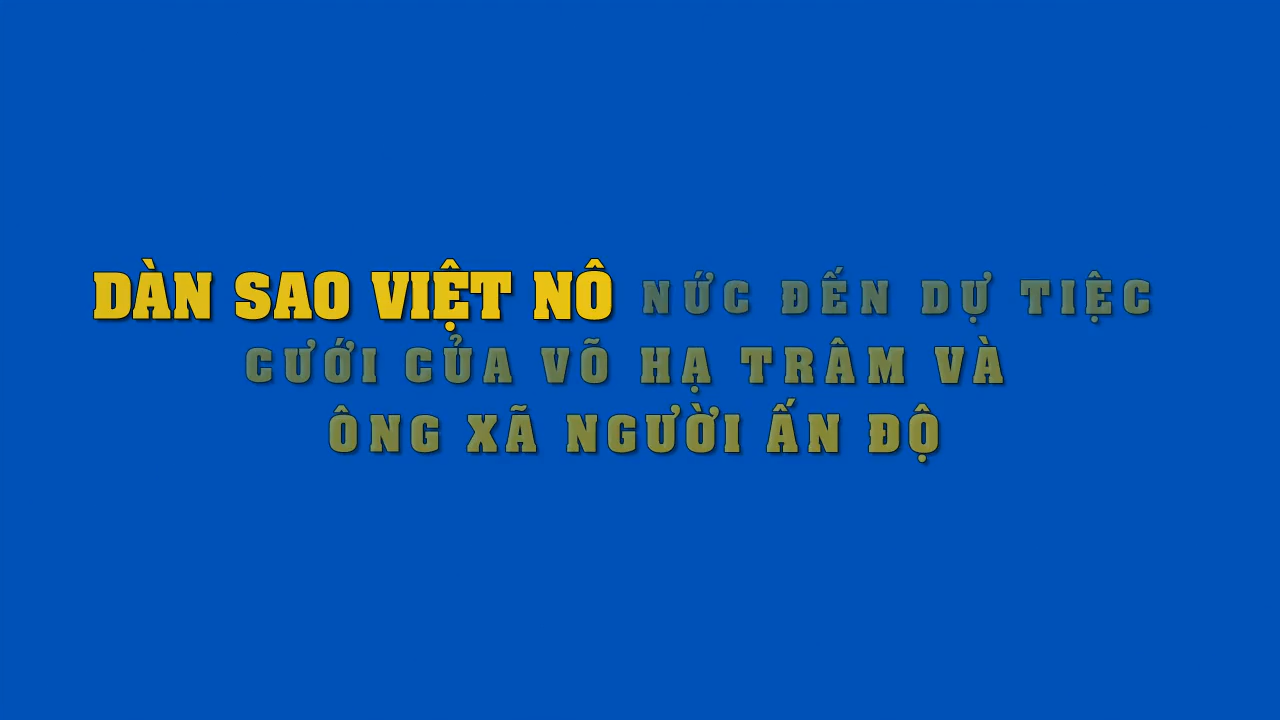 DÀN SAO VIỆT NÔ NỨC ĐẾN DỰ TIỆC
CƯỚI CỦA VÕ HẠ TRÂM VÀ
ÔNG XÃ NGƯỜI ẤN ĐỘ